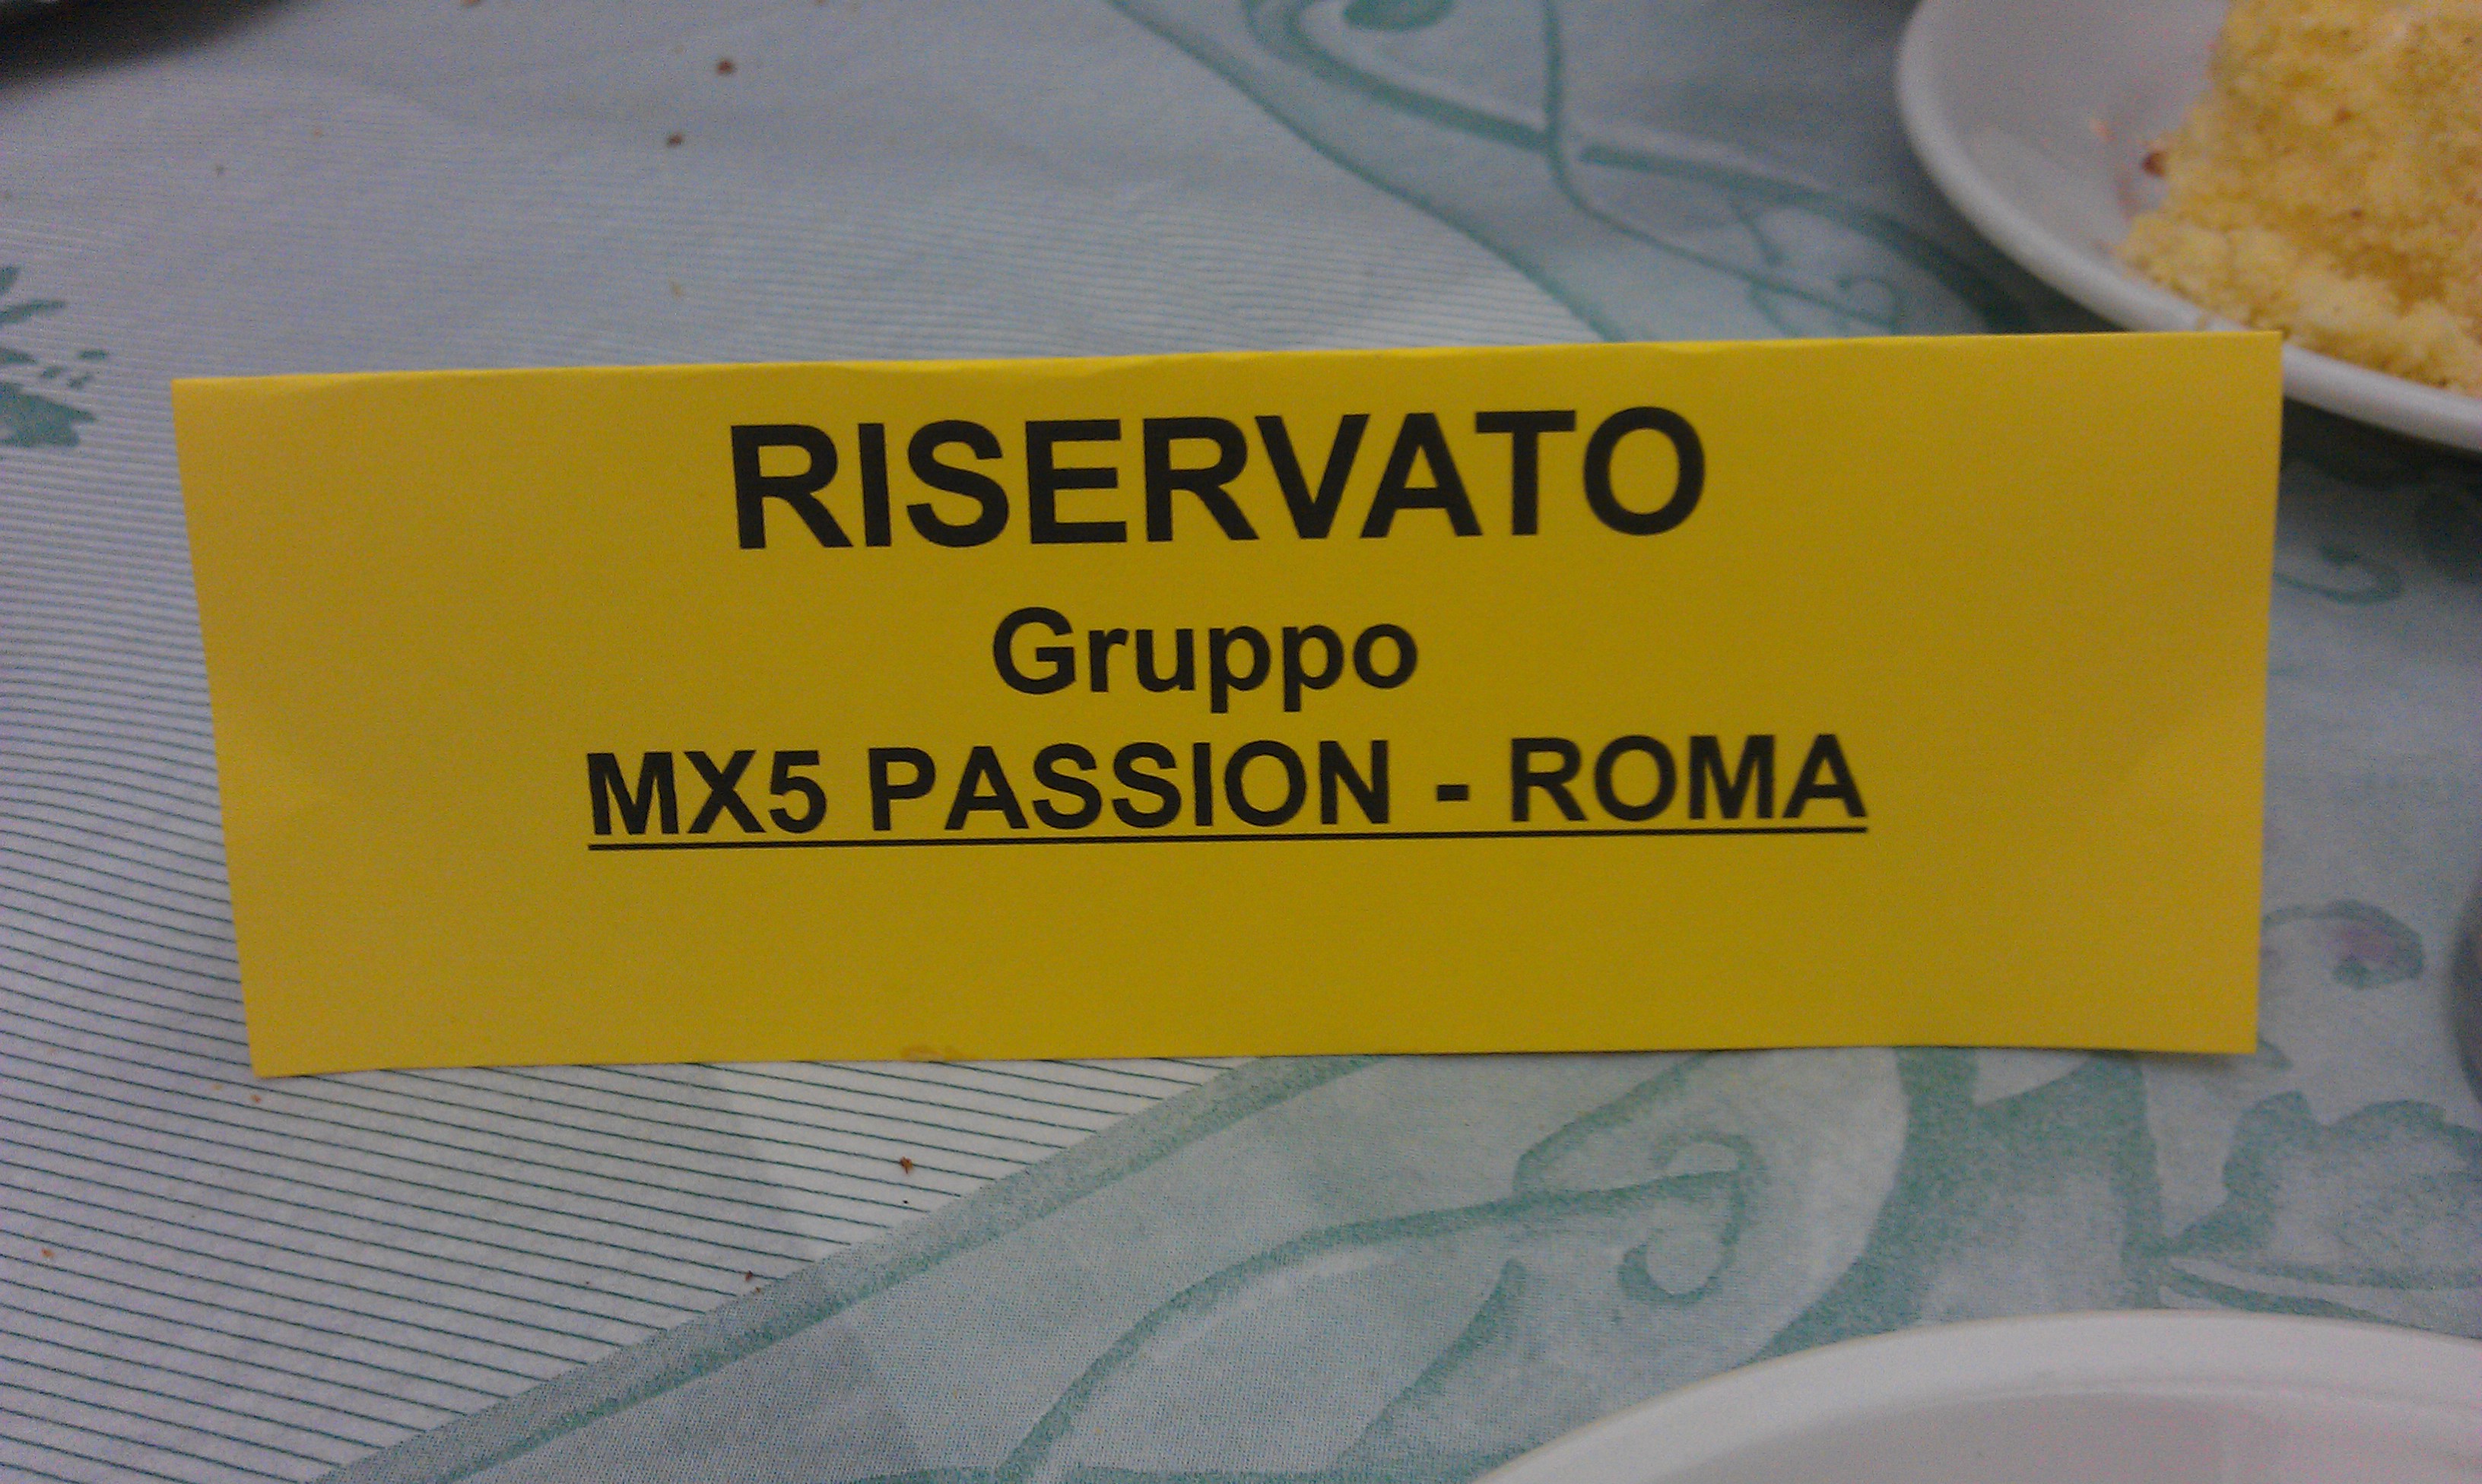 RISERVATO
Gruppo
MX5 PASSION - ROMA